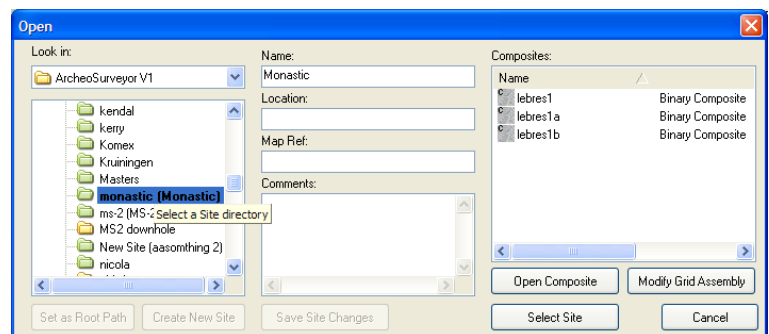 Open
Look in:
ArcheoSurveyor V1
kendal
kerry
Komex
Kruiningen
Masters
monastic (Monastic)
ms-2 (MS-2
Select a Site directory
MS2 downhole
New Site (aasomthing 2)
nicola
Set as Root Path
Create New Site
Name:
Monastic
Location:
Map Ref:
Comments:
Save Site Changes
Composites:
Name
C lebres1 Binary Composite
C lebres1a Binary Composite
C lebres1b Binary Composite
Open Composite
Modify Grid Assembly
Select Site
Cancel